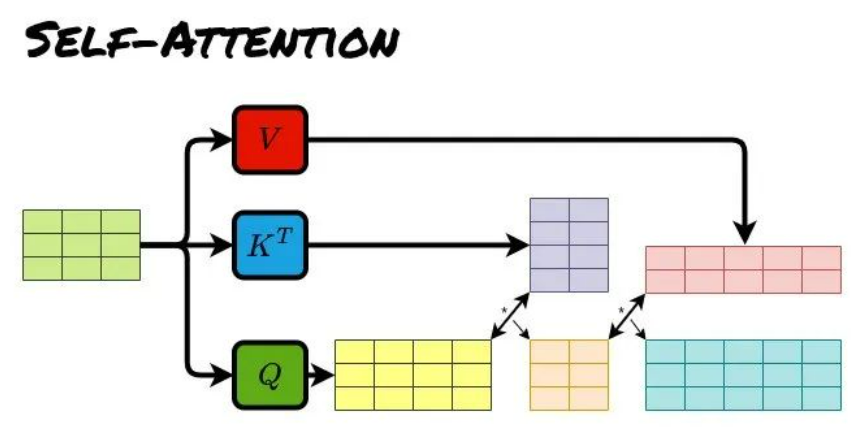 SELF-ATTENTION
V
K^T
*
*
Q